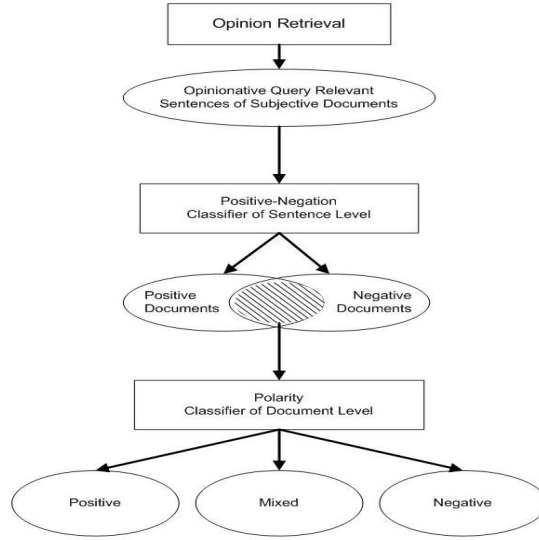 Opinion Retrieval
Opinionative Query Relevant
Sentences of Subjective Documents
Positive-Negation
Classifier of Sentence Level
Positive
Documents
Negative
Documents
Polarity
Classifier of Document Level
Positive
Mixed
Negative